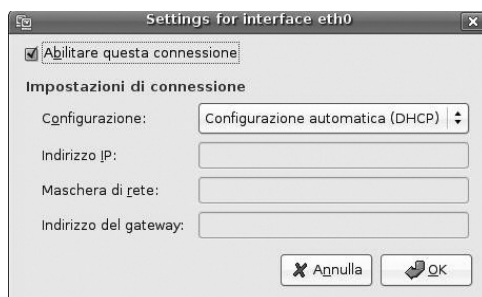 Settings for interface eth0
Abilitare questa connessione
Impostazioni di connessione
Configurazione: Configurazione automatica (DHCP)
Indirizzo IP:
Maschera di rete:
Indirizzo del gateway:
Annulla OK